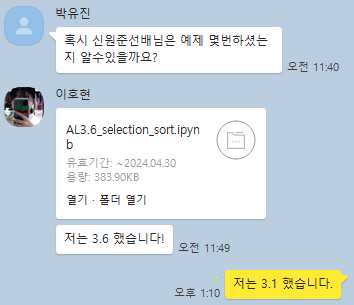 박유진
혹시 신원준선배님은 예제 몇번하셨는
지 알수있을까요?
오전 11:40
이호현
AL3.6_selection_sort.ipyn
b
유효기간: ~2024.04.30
용량: 383.90KB
열기 · 폴더 열기
저는 3.6 했습니다!
오전 11:49
1
오후 1:10
저는 3.1 했습니다.